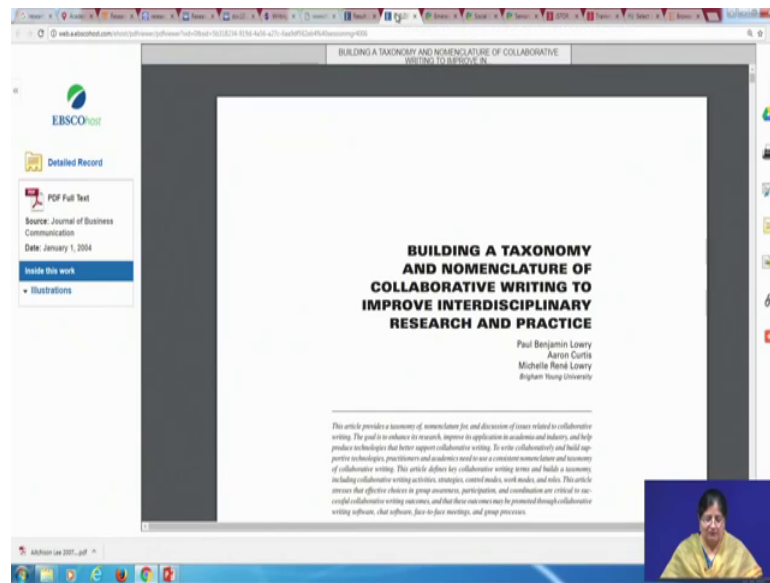 BUILDING A TAXONOMY AND NOMENCLATURE OF COLLABORATIVE
WRITING TO IMPROVE IN...
EBSCOhost
Detailed Record
PDF Full Text
Source: Journal of Business
Communication
Date: January 1, 2004
Inside this work
Illustrations
BUILDING A TAXONOMY
AND NOMENCLATURE OF
COLLABORATIVE WRITING TO
IMPROVE INTERDISCIPLINARY
RESEARCH AND PRACTICE
Paul Benjamin Lowry
Aaron Curtis
Michelle René Lowry
Brigham Young University
This article provides a taxonomy of, nomenclature for, and discussion of issues related to collaborative
writing. The goal is to enhance its research, improve its application in academia and industry, and help
produce technologies that better support collaborative writing. To write collaboratively and build sup-
portive technologies, practitioners and academics need to use a consistent nomenclature and taxonomy
of collaborative writing. This article defines key collaborative writing terms and builds a taxonomy,
including collaborative writing activities, strategies, control modes, work modes, and roles. This article
stresses that effective choices in group awareness, participation, and coordination are critical to suc-
cessful collaborative writing outcomes, and that these outcomes may be promoted through collaborative
writing software, chat software, face-to-face meetings, and group processes.
Aitchison Lee 2007....pdf